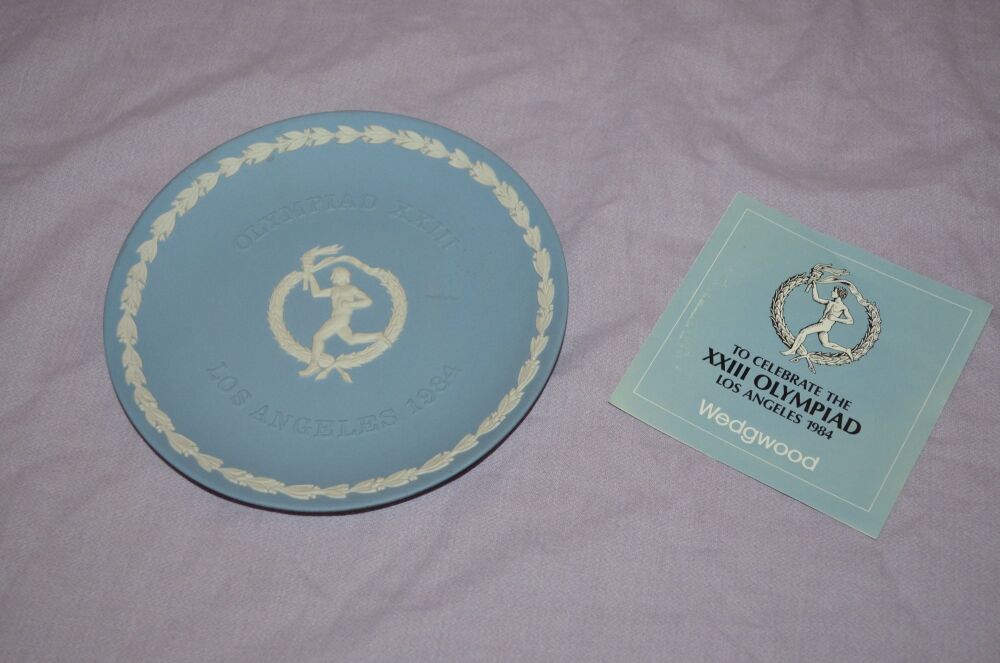 OLYMPIAD XXIII
LOS ANGELES 1984
TO CELEBRATE THE
XXIII OLYMPIAD
LOS ANGELES 1984
Wedgwood